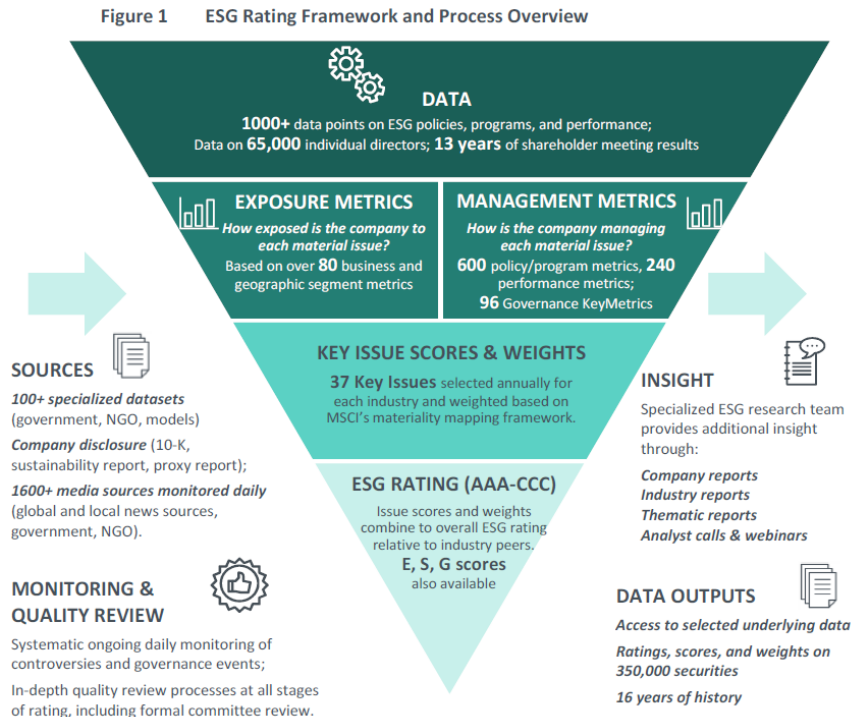 Figure 1 ESG Rating Framework and Process Overview
DATA
1000+ data points on ESG policies, programs, and performance;
Data on 65,000 individual directors; 13 years of shareholder meeting results
EXPOSURE METRICS
How exposed is the company to
each material issue?
Based on over 80 business and
geographic segment metrics
MANAGEMENT METRICS
How is the company managing
each material issue?
600 policy/program metrics, 240
performance metrics;
96 Governance KeyMetrics
KEY ISSUE SCORES & WEIGHTS
37 Key Issues selected annually for
each industry and weighted based on
MSCI's materiality mapping framework.
ESG RATING (AAA-CCC)
Issue scores and weights
combine to overall ESG rating
relative to industry peers.
E, S, G scores
also available
SOURCES
100+ specialized datasets
(government, NGO, models)
Company disclosure (10-K,
sustainability report, proxy report);
1600+ media sources monitored daily
(global and local news sources,
government, NGO).
MONITORING &
QUALITY REVIEW
Systematic ongoing daily monitoring of
controversies and governance events;
In-depth quality review processes at all stages
of rating, including formal committee review.
INSIGHT
Specialized ESG research team
provides additional insight
through:
Company reports
Industry reports
Thematic reports
Analyst calls & webinars
DATA OUTPUTS
Access to selected underlying data
Ratings, scores, and weights on
350,000 securities
16 years of history